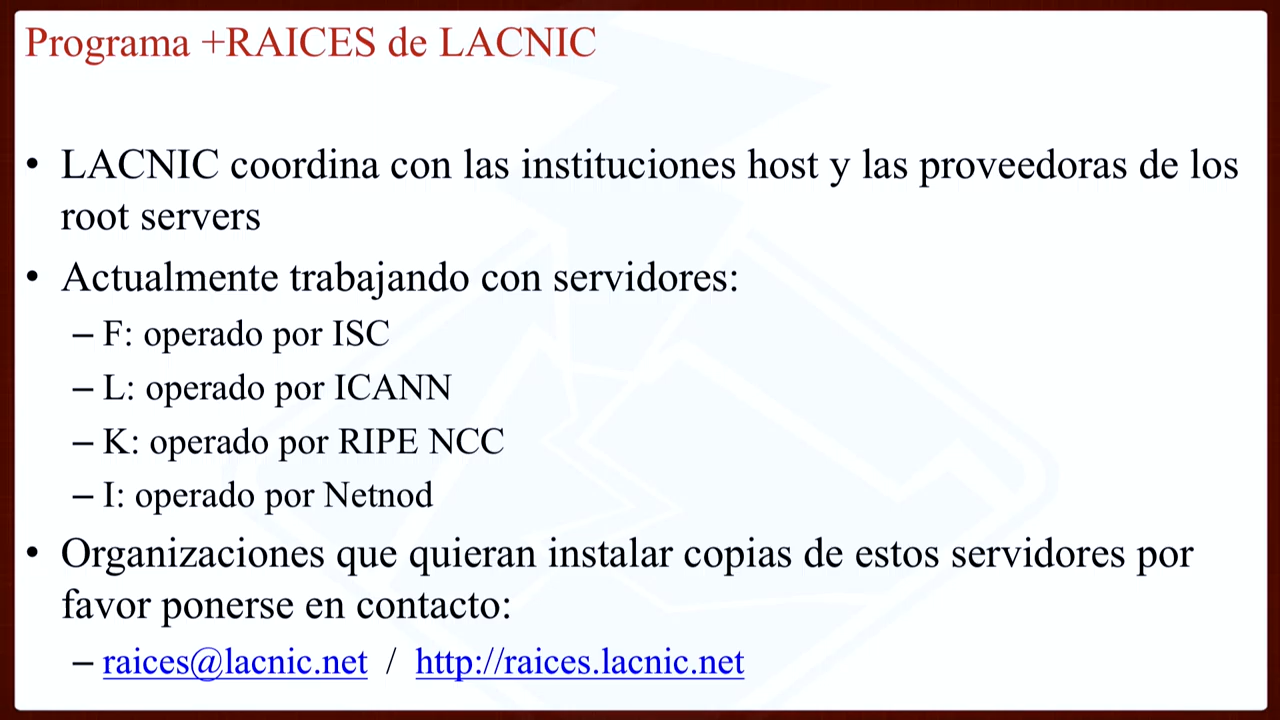 Programa +RAICES de LACNIC
• LACNIC coordina con las instituciones host y las proveedoras de los
root servers
• Actualmente trabajando con servidores:
– F: operado por ISC
– L: operado por ICANN
– K: operado por RIPE NCC
– I: operado por Netnod
• Organizaciones que quieran instalar copias de estos servidores por
favor ponerse en contacto:
– raices@lacnic.net / http://raices.lacnic.net